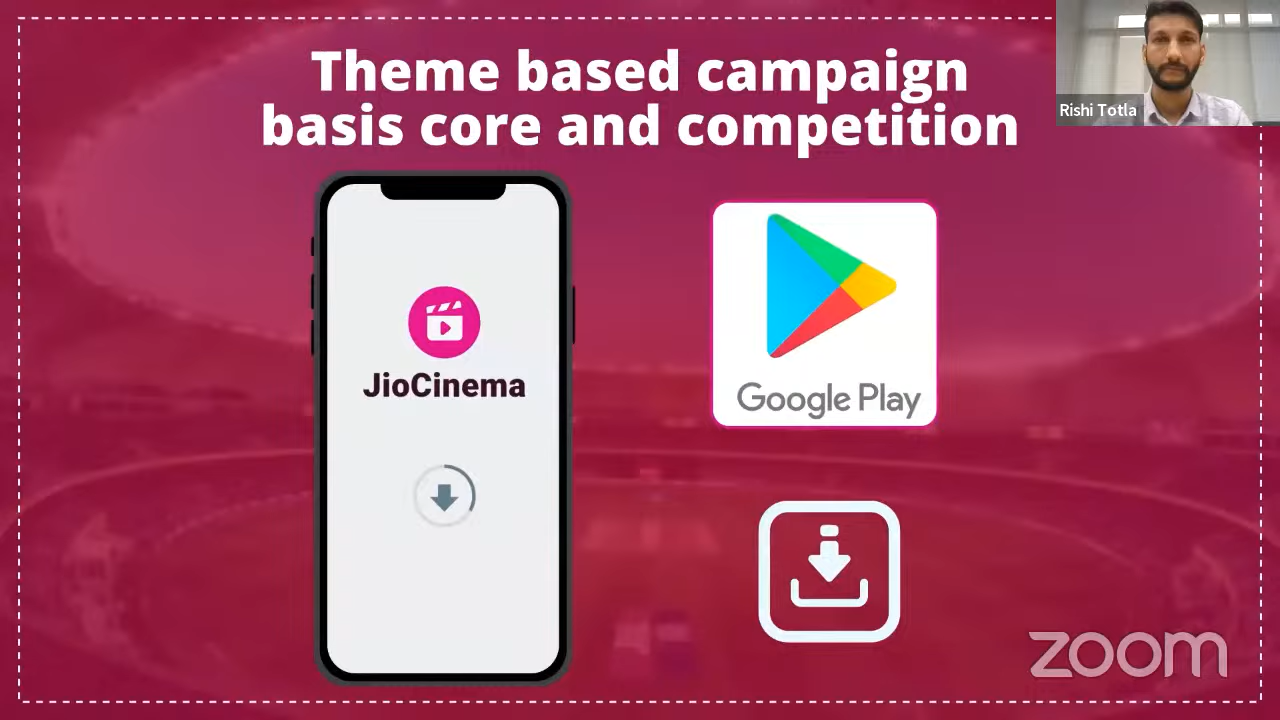 Theme based campaign
basis core and competition
Rishi Totla
JioCinema
Google Play
zoom